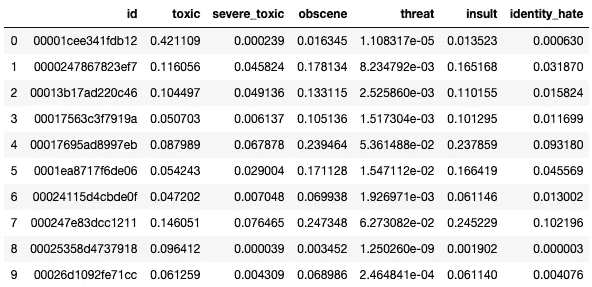 id toxic severe_toxic obscene threat insult identity_hate
0 00001cee341fdb12 0.421109 0.000239 0.016345 1.108317e-05 0.013523 0.000630
1 0000247867823ef7 0.116056 0.045824 0.178134 8.234792e-03 0.165168 0.031870
2 00013b17ad220c46 0.104497 0.049136 0.133115 2.525860e-03 0.110155 0.015824
3 00017563c3f7919a 0.050703 0.006137 0.105136 1.517304e-03 0.101295 0.011699
4 00017695ad8997eb 0.087989 0.067878 0.239464 5.361488e-02 0.237859 0.093180
5 0001ea8717f6de06 0.054243 0.029004 0.171128 1.547112e-02 0.166419 0.045569
6 00024115d4cbde0f 0.047202 0.007048 0.069938 1.926971e-03 0.061146 0.013002
7 000247e83dcc1211 0.146051 0.076465 0.247348 6.273082e-02 0.245229 0.102196
8 00025358d4737918 0.096412 0.000039 0.003452 1.250260e-09 0.001902 0.000003
9 00026d1092fe71cc 0.061259 0.004309 0.068986 2.464841e-04 0.061140 0.004076